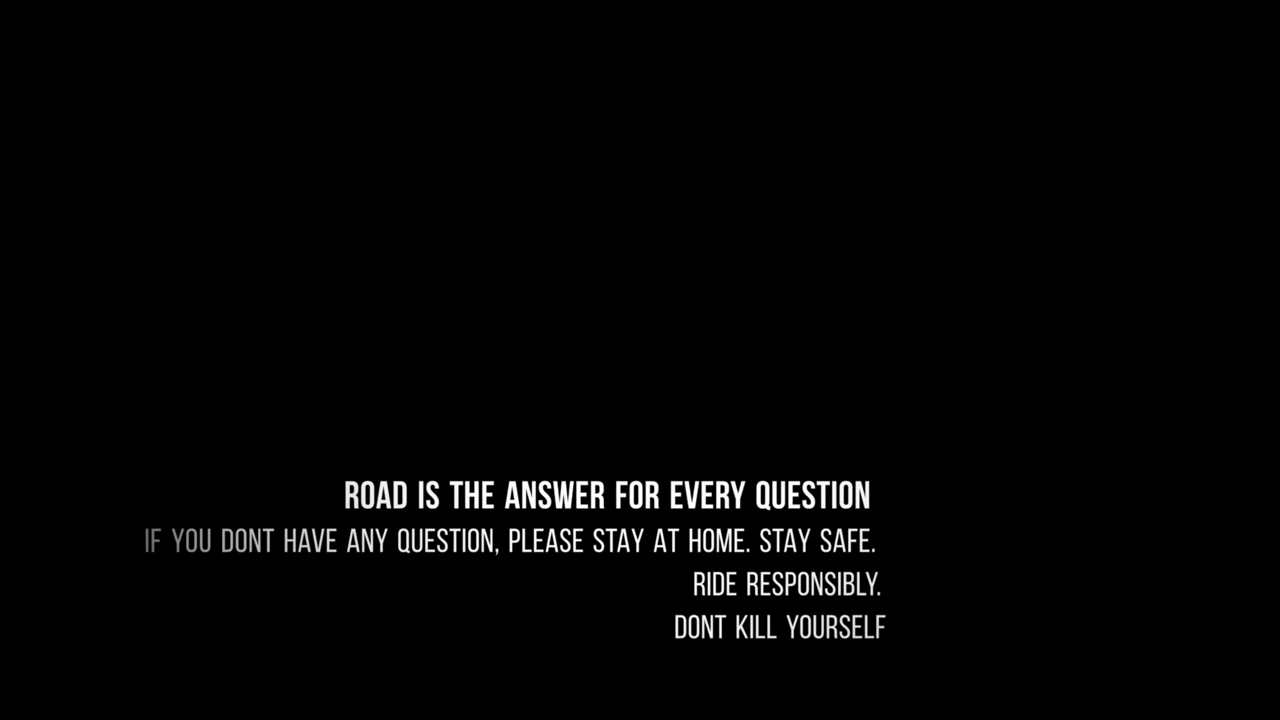 ROAD IS THE ANSWER FOR EVERY QUESTION
IF YOU DONT HAVE ANY QUESTION, PLEASE STAY AT HOME. STAY SAFE.
RIDE RESPONSIBLY.
DONT KILL YOURSELF